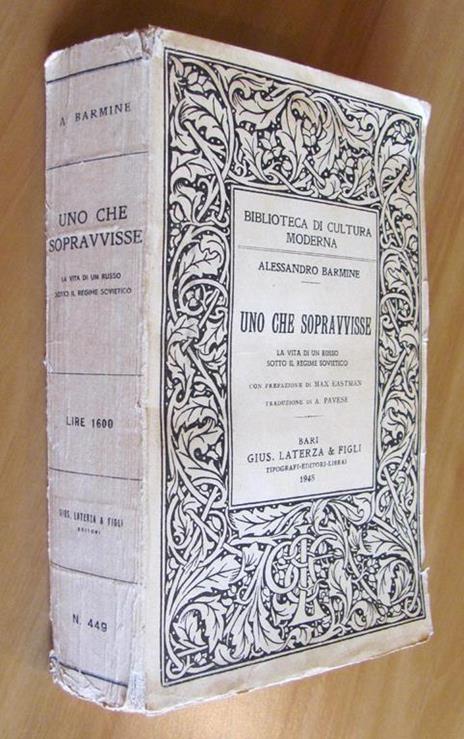 A BARMINE
UNO CHE
SOPRAVVISSE
LA VITA DI UN RUSSO
SOTTO IL REGIME SOVIETICO
LIRE 1600
GIUS. LATERZA & FIGLI
EDITORI
N. 449
BIBLIOTECA DI CULTURA
MODERNA
ALESSANDRO BARMINE
UNO CHE SOPRAVVISSE
LA VITA DI UN RUSSO
SOTTO IL REGIME SOVIETICO
CON PREFAZIONE DI MAX EASTMAN
TRADUZIONE DI A. PAVESE
BARI
GIUS. LATERZA & FIGLI
TIPOGRAFI-EDITORI-LIBRAI